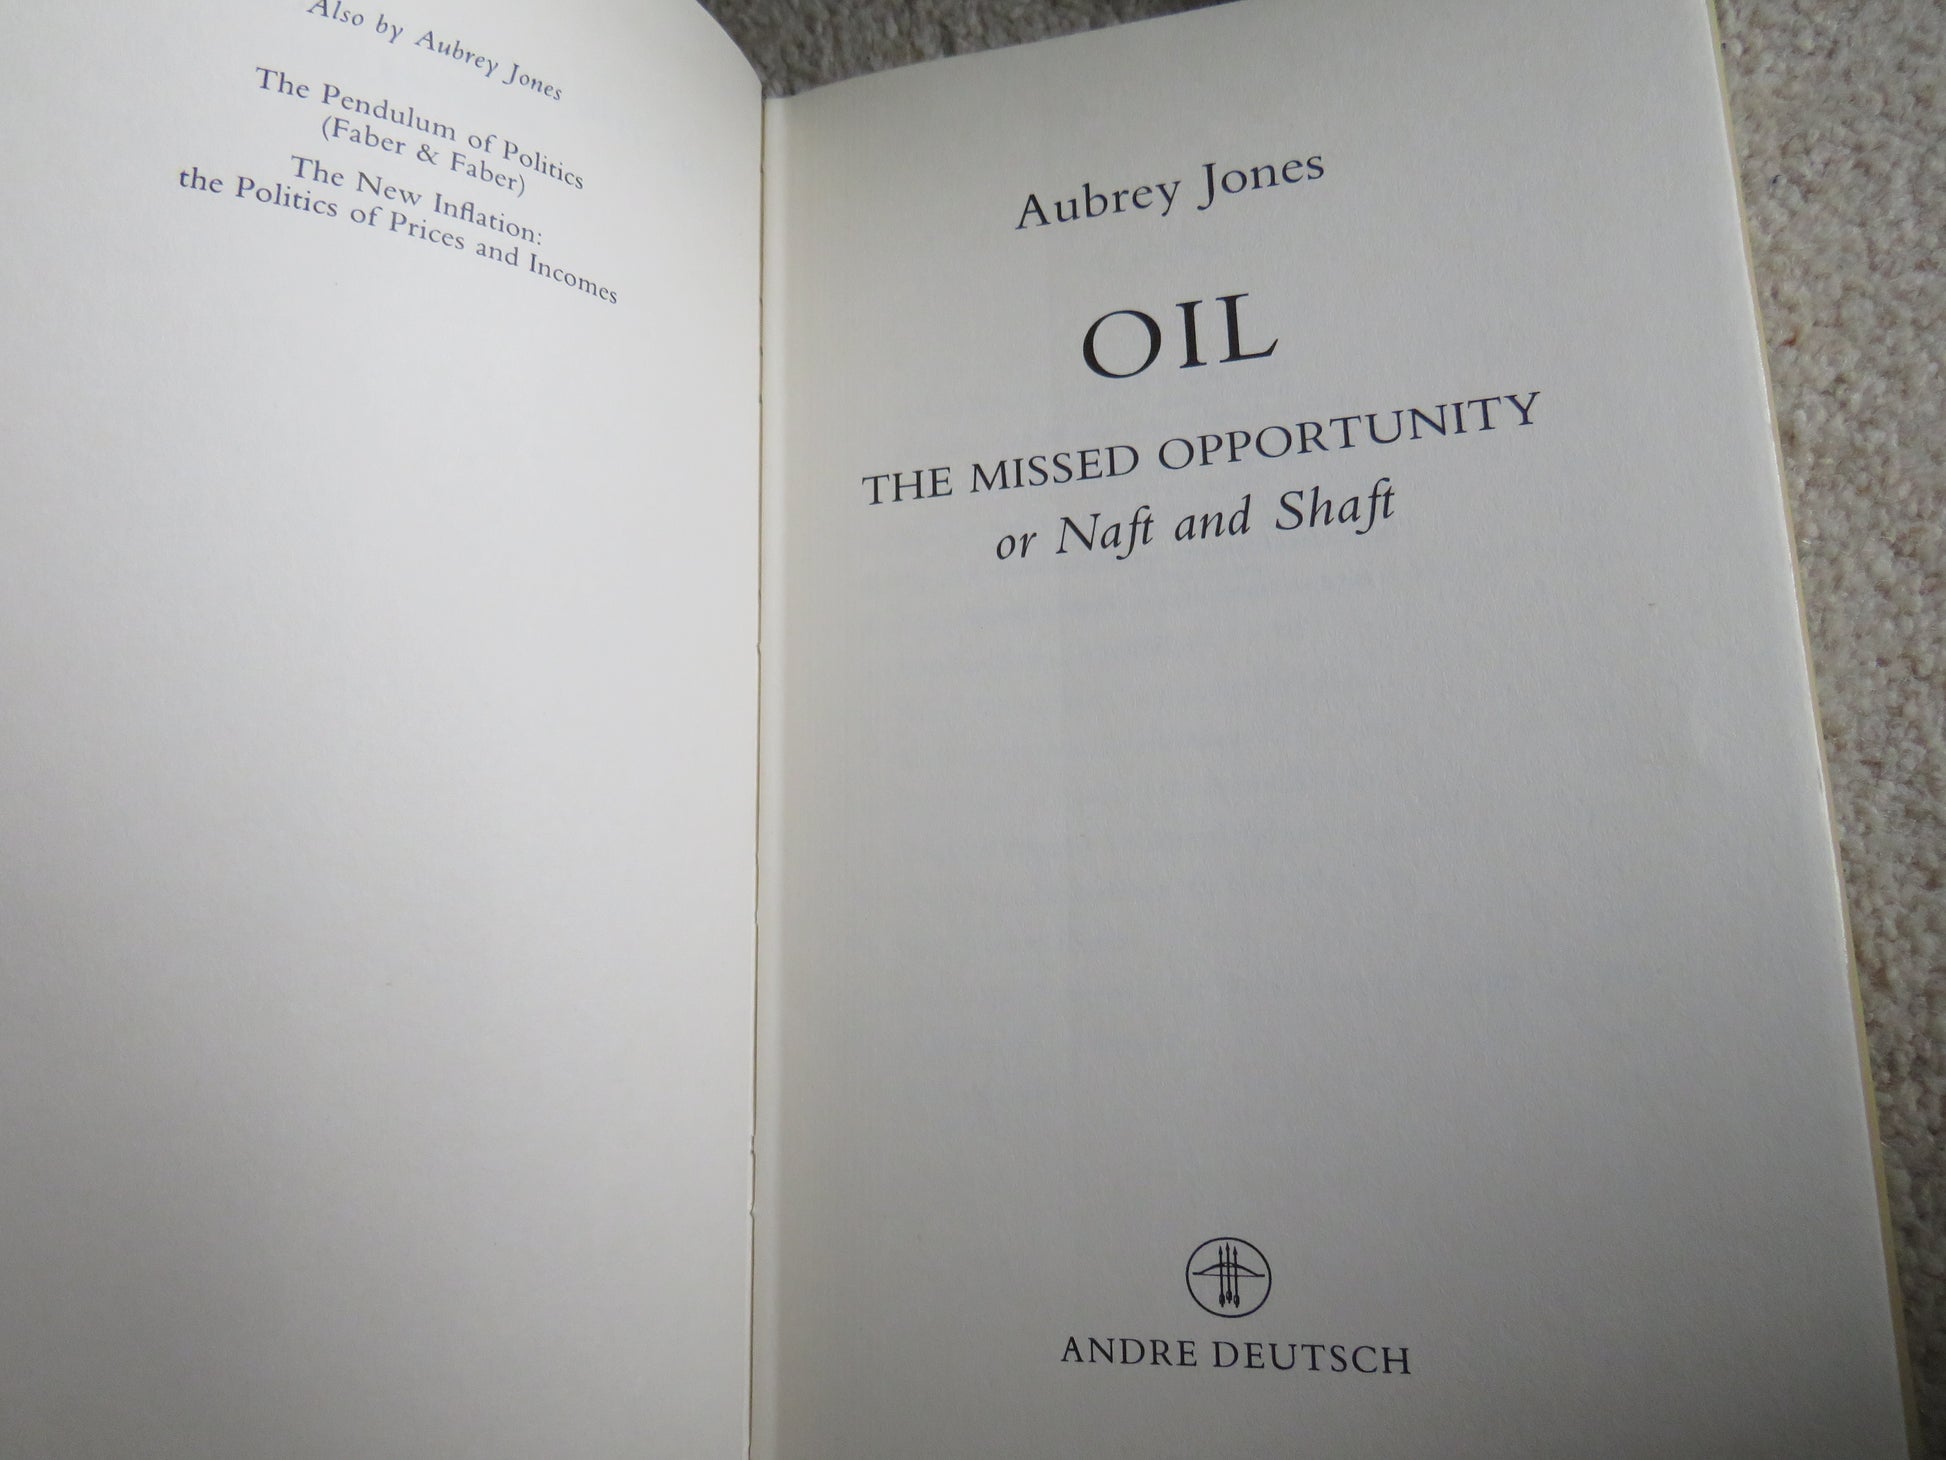 Also by Aubrey Jones
The Pendulum of Politics
(Faber & Faber)
The New Inflation:
the Politics of Prices and Incomes
Aubrey Jones
OIL
THE MISSED OPPORTUNITY
or Naft and Shaft
ANDRE DEUTSCH